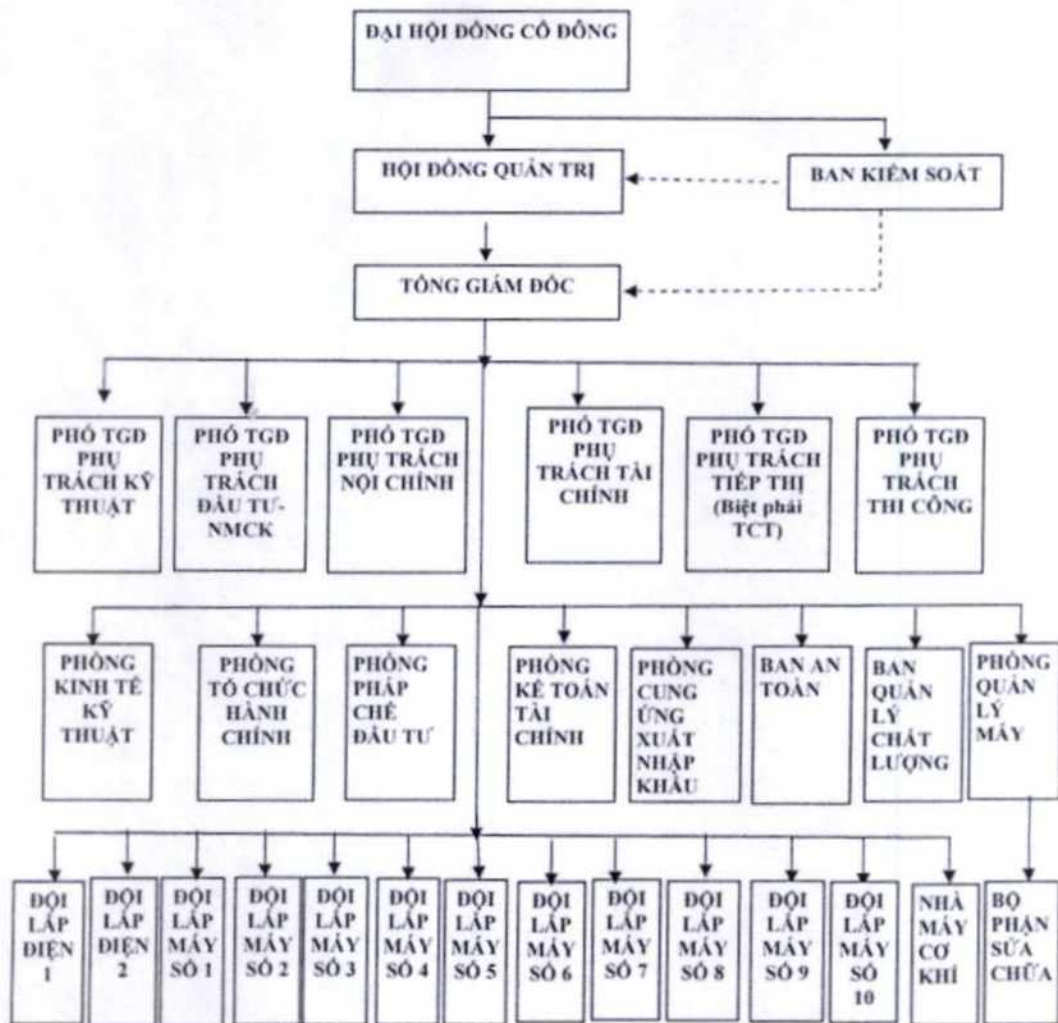 ĐẠI HỘI ĐỒNG CỔ ĐÔNG
HỘI ĐỒNG QUẢN TRỊ
BAN KIỂM SOÁT
TỔNG GIÁM ĐỐC
PHÓ TGĐ
PHỤ
TRÁCH KỸ
THUẬT
PHÓ TGĐ
PHỤ
TRÁCH
ĐẦU TƯ-
NMCK
PHÓ TGĐ
PHỤ TRÁCH
NỘI CHÍNH
PHÓ TGĐ
PHỤ
TRÁCH TÀI
CHÍNH
PHÓ TGĐ
PHỤ TRÁCH
TIẾP THỊ
(Biệt phái
TCT)
PHÓ TGĐ
PHỤ
TRÁCH
THI CÔNG
PHÒNG
KINH TẾ
KỸ
THUẬT
PHÒNG
TỔ CHỨC
HÀNH
CHÍNH
PHÒNG
PHÁP
CHẾ
ĐẦU TƯ
PHÒNG
KẾ TOÁN
TÀI
CHÍNH
PHÒNG
CUNG
ỨNG
XUẤT
NHẬP
KHẨU
BAN AN
TOÀN
BAN
QUẢN
LÝ
CHẤT
LƯỢNG
PHÒNG
QUẢN
LÝ
MÁY
ĐỘI
LẮP
ĐIỆN
1
ĐỘI
LẮP
ĐIỆN
2
ĐỘI
LẮP
MÁY
SỐ 1
ĐỘI
LẮP
MÁY
SỐ 2
ĐỘI
LẮP
MÁY
SỐ 3
ĐỘI
LẮP
MÁY
SỐ 4
ĐỘI
LẮP
MÁY
SỐ 5
ĐỘI
LẮP
MÁY
SỐ 6
ĐỘI
LẮP
MÁY
SỐ 7
ĐỘI
LẮP
MÁY
SỐ 8
ĐỘI
LẮP
MÁY
SỐ 9
ĐỘI
LẮP
MÁY
SỐ
10
NHÀ
MÁY
CƠ
KHÍ
BỘ
PHẬN
SỬA
CHỮA